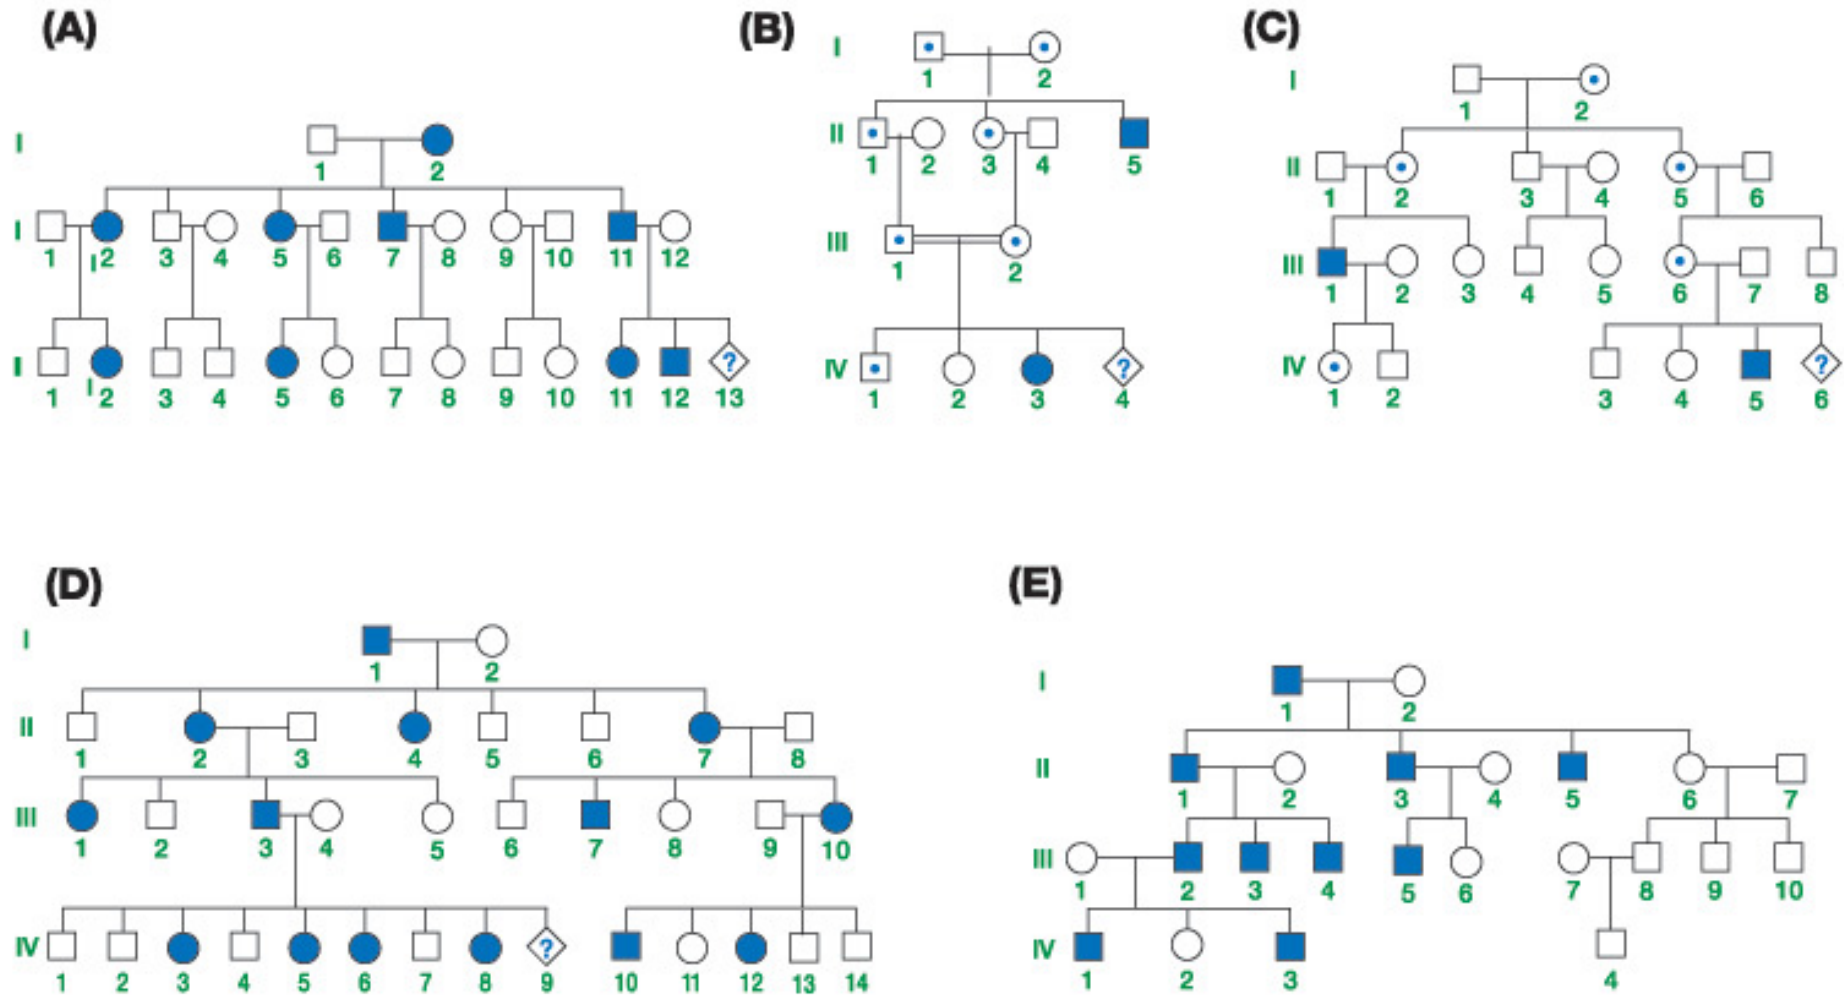 (A)
I
1 2
I
1 I2 3 4 5 6 7 8 9 10 11 12
I
1 I2 3 4 5 6 7 8 9 10 11 12 ? 13
(B)
I
1 2
II
1 2 3 4 5
III
1 2
IV
?
1 2 3 4
(C)
I
1 2
II
1 2 3 4 5 6
III
1 2 3 4 5 6 7 8
IV
?
1 2 3 4 5 6
(D)
I
1 2
II
1 2 3 4 5 6 7 8
III
1 2 3 4 5 6 7 8 9 10
IV
?
1 2 3 4 5 6 7 8 9 10 11 12 13 14
(E)
I
1 2
II
1 2 3 4 5 6 7
III
1 2 3 4 5 6 7 8 9 10
IV
1 2 3 4